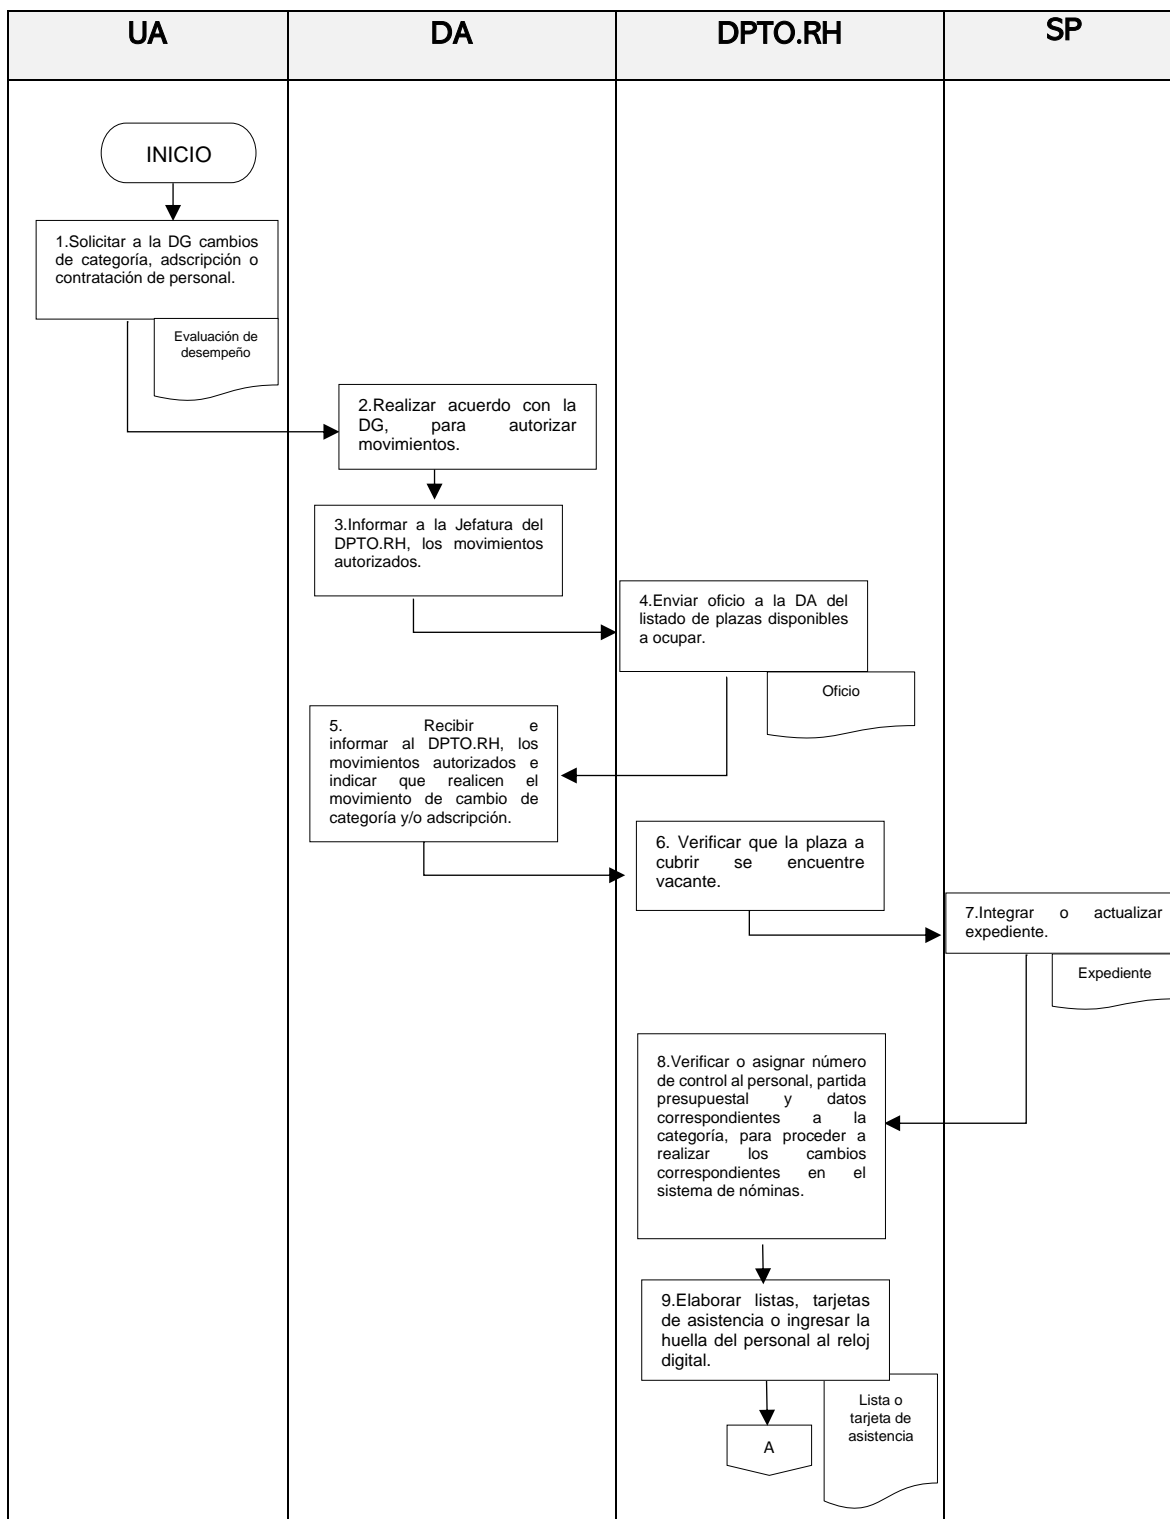 UA
DA
DPTO.RH
SP
INICIO
1.Solicitar a la DG cambios
de categoría, adscripción o
contratación de personal.
Evaluación de
desempeño
2.Realizar acuerdo con la
DG, para autorizar
movimientos.
3.Informar a la Jefatura del
DPTO.RH, los movimientos
autorizados.
4.Enviar oficio a la DA del
listado de plazas disponibles
a ocupar.
Oficio
5. Recibir e
informar al DPTO.RH, los
movimientos autorizados e
indicar que realicen el
movimiento de cambio de
categoría y/o adscripción.
6. Verificar que la plaza a
cubrir se encuentre
vacante.
7.Integrar o actualizar
expediente.
Expediente
8.Verificar o asignar número
de control al personal, partida
presupuestal y datos
correspondientes a la
categoría, para proceder a
realizar los cambios
correspondientes en el
sistema de nóminas.
9.Elaborar listas, tarjetas
de asistencia o ingresar la
huella del personal al reloj
digital.
Lista o
tarjeta de
asistencia
A